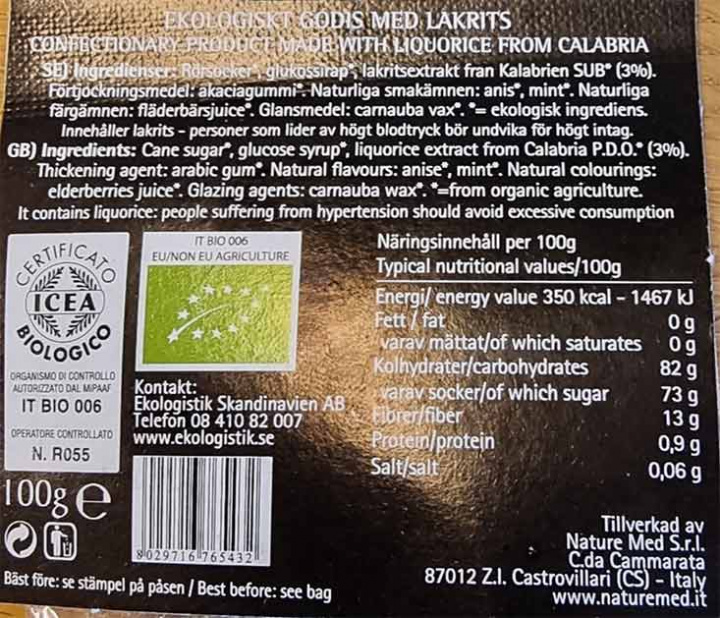 EKOLOGISKT GODIS MED LAKRITS
CONFECTIONARY PRODUCT MADE WITH LIQUORICE FROM CALABRIA
SE) Ingredienser: Rörsocker*, glukossirap*, lakritsextrakt fran Kalabrien SUB* (3%).
Förtjockningsmedel: akaciagummi*. Naturliga smakämnen: anis*, mint*. Naturliga
färgämnen: fläderbärsjuice*. Glansmedel: carnauba vax*. *= ekologisk ingrediens.
Innehåller lakrits – personer som lider av högt blodtryck bör undvika för högt intag.
GB) Ingredients: Cane sugar*, glucose syrup*, liquorice extract from Calabria P.D.O.* (3%).
Thickening agent: arabic gum*. Natural flavours: anise*, mint*. Natural colourings:
elderberries juice*. Glazing agents: carnauba wax*. *=from organic agriculture.
It contains liquorice: people suffering from hypertension should avoid excessive consumption
CERTIFICATO
ICEA
BIOLOGICO
ORGANISMO DI CONTROLLO
AUTORIZZATO DAL MIPAAF
IT BIO 006
OPERATORE CONTROLLATO
N. R055
IT BIO 006
EU/NON EU AGRICULTURE
Kontakt:
Ekologistik Skandinavien AB
Telefon 08 410 82 007
www.ekologistik.se
Näringsinnehåll per 100g
Typical nutritional values/100g
Energi/ energy value 350 kcal – 1467 kJ
Fett / fat 0 g
varav mättat/of which saturates 0 g
Kolhydrater/carbohydrates 82 g
varav socker/of which sugar 73 g
Fibrer/fiber 13 g
Protein/protein 0,9 g
Salt/salt 0,06 g
100g e
8 029716 765432
Bäst före: se stämpel på påsen / Best before: see bag
Tillverkad av
Nature Med S.r.l.
C.da Cammarata
87012 Z.I. Castrovillari (CS) – Italy
www.naturemed.it